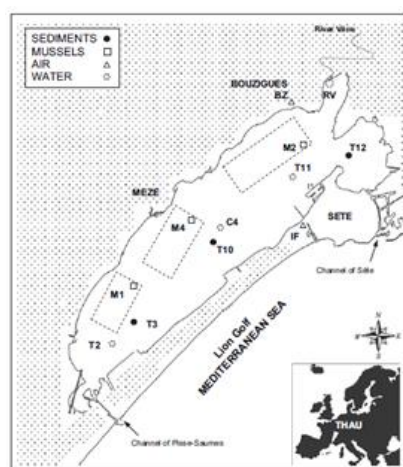 SEDIMENTS
MUSSELS
AIR
WATER
River Vène
BOUZIGUES
BZ
RV
M2
T12
T11
MEZE
M4
C4
SETE
T10
IF
Channel of Sète
M1
T3
T2
Lion Golf
MEDITERRANEAN SEA
THAU
Channel of Pisse-Saumes